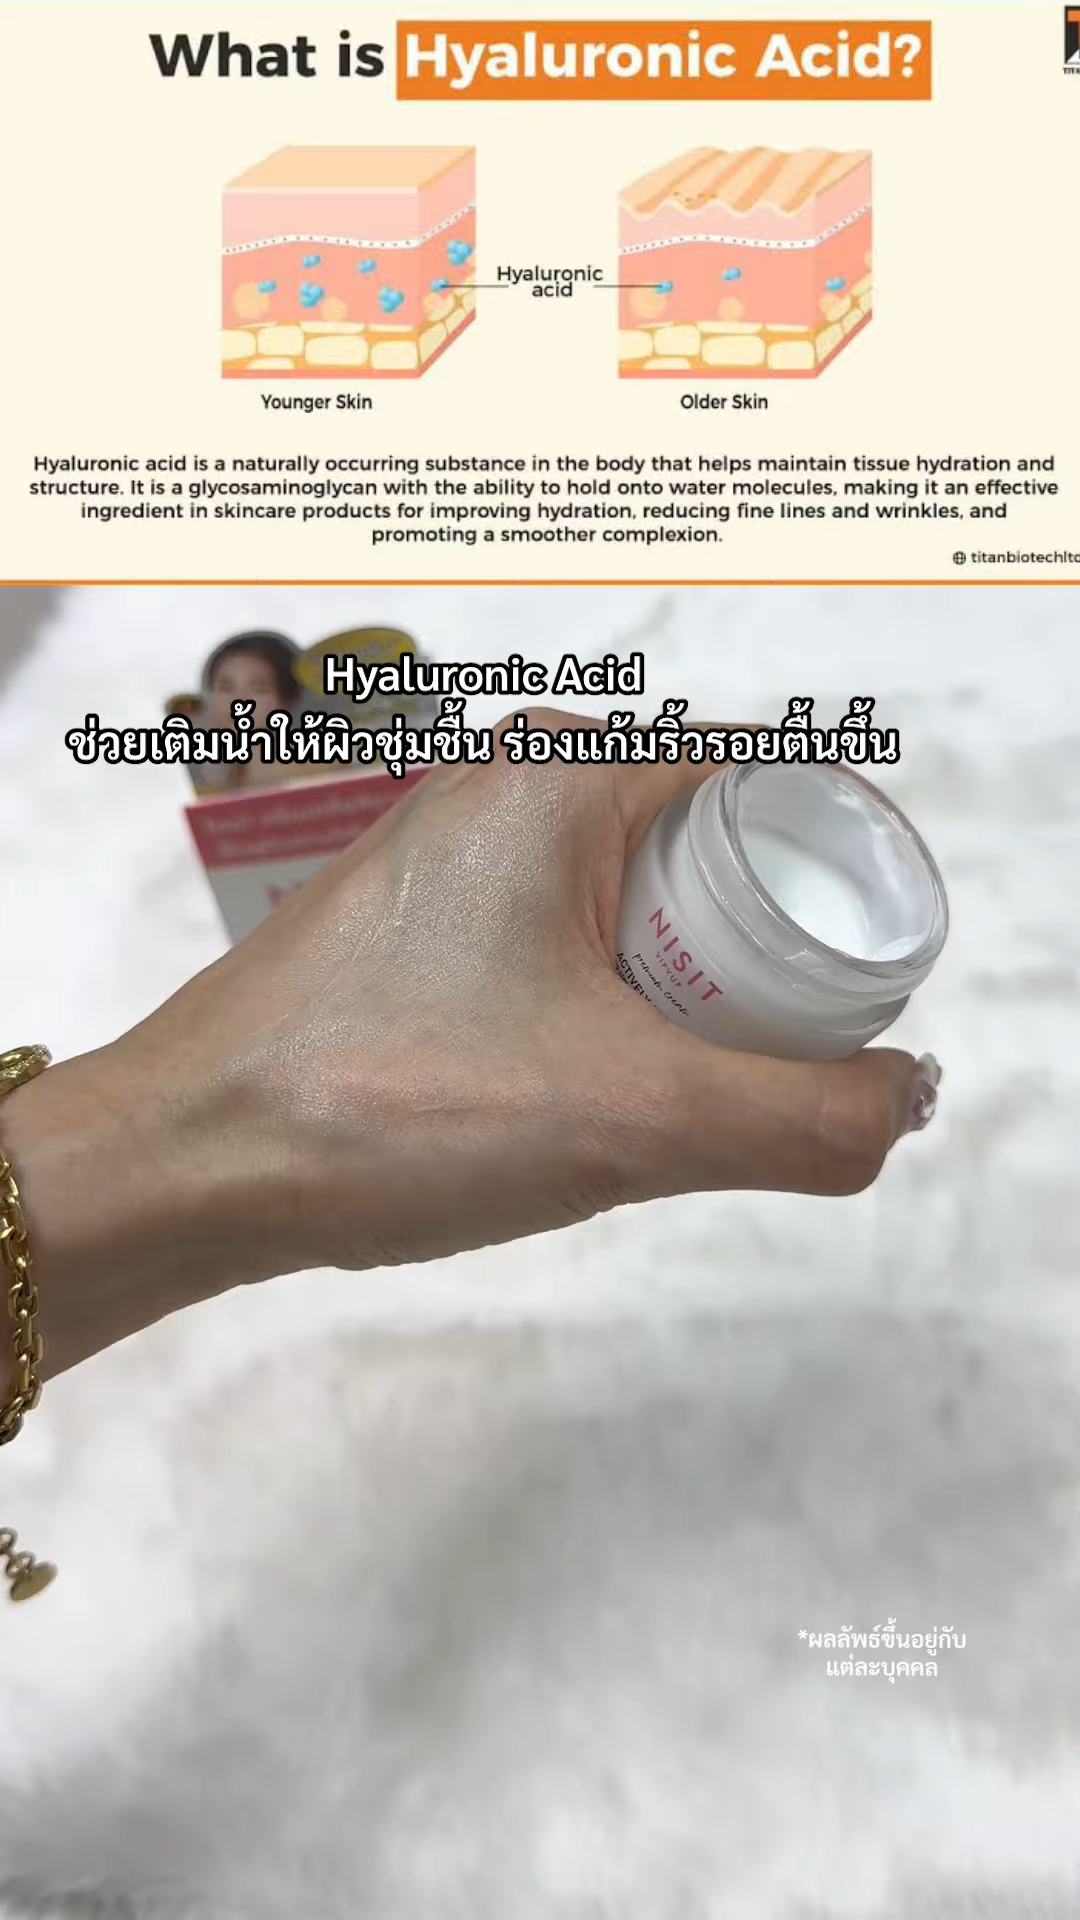 What is Hyaluronic Acid?
Hyaluronic
acid
Younger Skin
Older Skin
Hyaluronic acid is a naturally occurring substance in the body that helps maintain tissue hydration and
structure. It is a glycosaminoglycan with the ability to hold onto water molecules, making it an effective
ingredient in skincare products for improving hydration, reducing fine lines and wrinkles, and
promoting a smoother complexion.
titanbiotechltd
Hyaluronic Acid
ช่วยเติมน้ำให้ผิวชุ่มชื้น ร่องแก้มริ้วรอยตื้นขึ้น
NISIT
VIPVUP
premium cream
ACTIVELY
*ผลลัพธ์ขึ้นอยู่กับ
แต่ละบุคคล